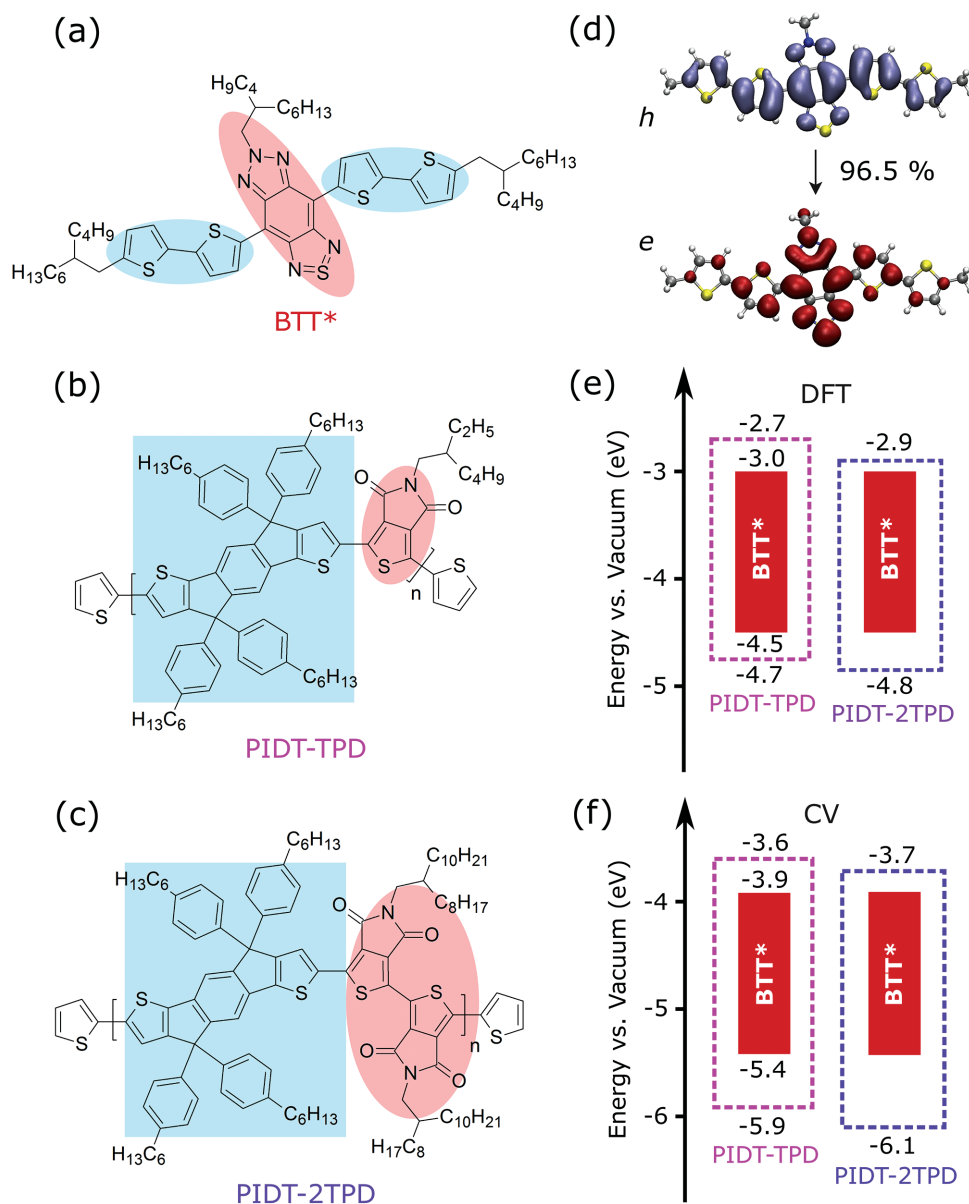 (a)
H₉C₄
C₆H₁₃
N
N
N
N
S
S
C₆H₁₃
C₄H₉
C₄H₉
H₁₃C₆
S
S
N
S
N
BTT*
(b)
C₆H₁₃
H₁₃C₆
C₂H₅
C₄H₉
O
N
O
S
S
S
S
S
n
C₆H₁₃
H₁₃C₆
PIDT-TPD
(c)
C₆H₁₃
H₁₃C₆
C₁₀H₂₁
C₈H₁₇
O
N
O
S
S
S
S
S
S
n
O
N
O
C₆H₁₃
H₁₃C₆
C₁₀H₂₁
H₁₇C₈
PIDT-2TPD
(d)
h
96.5 %
e
(e)
DFT
Energy vs. Vacuum (eV)
-3
-4
-5
-2.7
-3.0
BTT*
-4.5
-4.7
PIDT-TPD
-2.9
BTT*
-4.8
PIDT-2TPD
(f)
CV
Energy vs. Vacuum (eV)
-4
-5
-6
-3.6
-3.9
BTT*
-5.4
-5.9
PIDT-TPD
-3.7
BTT*
-6.1
PIDT-2TPD